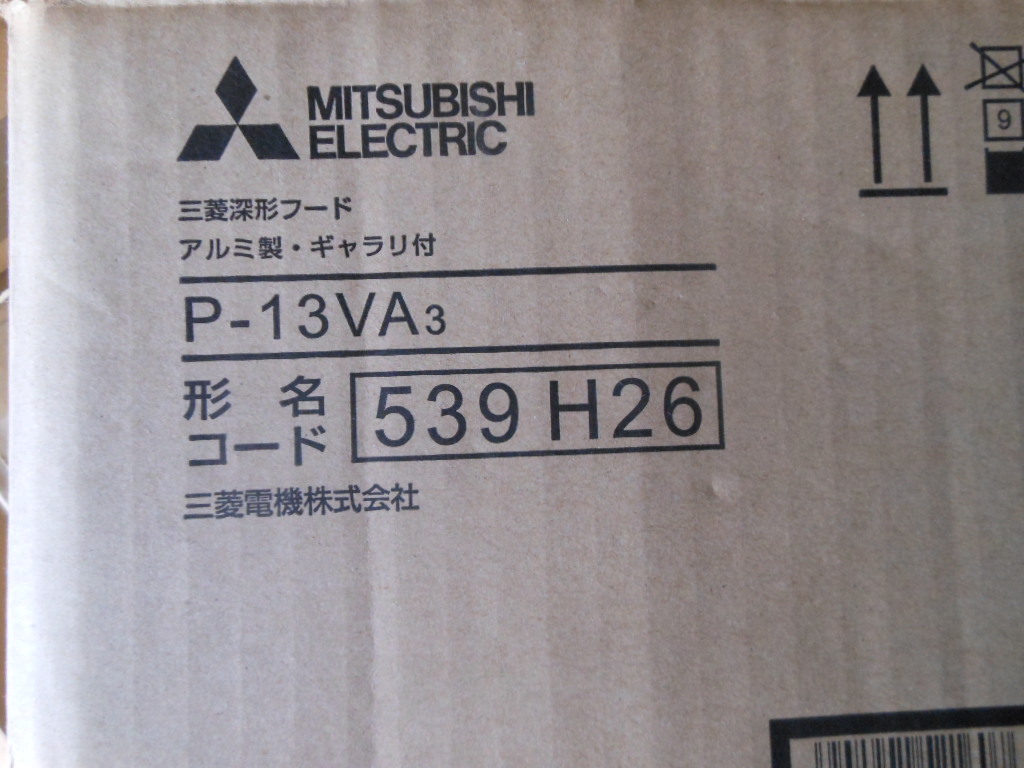 MITSUBISHI
ELECTRIC
三菱深形フード
アルミ製・ギャラリ付
P-13VA3
形名
コード
539 H26
三菱電機株式会社
9